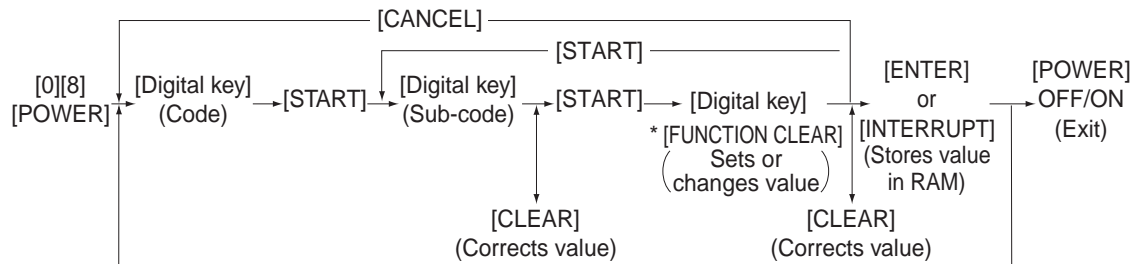 [CANCEL]
[START]
[0][8]
[POWER]
[Digital key]
(Code)
[START]
[Digital key]
(Sub-code)
[START]
[Digital key]
* [FUNCTION CLEAR]
(Sets or
changes value)
[ENTER]
or
[INTERRUPT]
(Stores value
in RAM)
[POWER]
OFF/ON
(Exit)
[CLEAR]
(Corrects value)
[CLEAR]
(Corrects value)